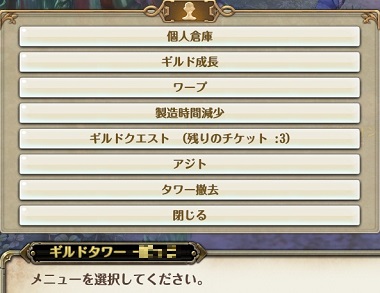 個人倉庫
ギルド成長
ワープ
製造時間減少
ギルドクエスト (残りのチケット :3)
アジト
タワー撤去
閉じる
ギルドタワー
メニューを選択してください。